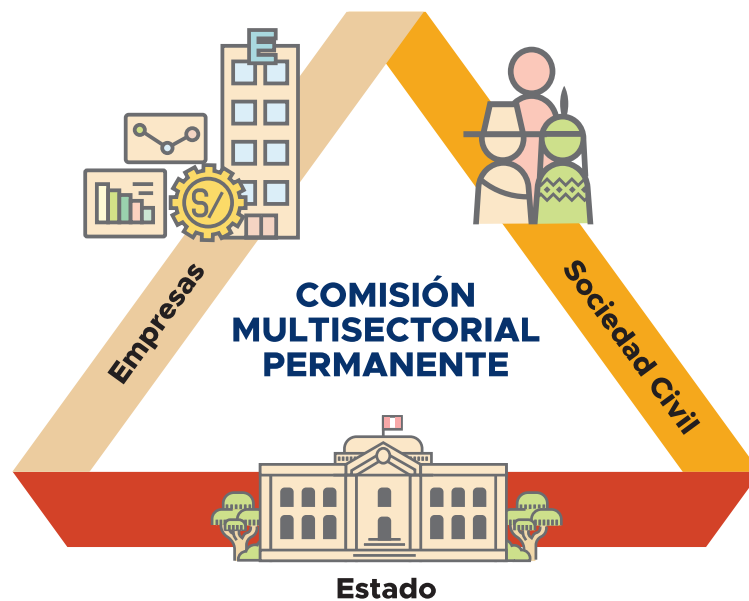 E
S/
Empresas
COMISIÓN
MULTISECTORIAL
PERMANENTE
Sociedad Civil
Estado